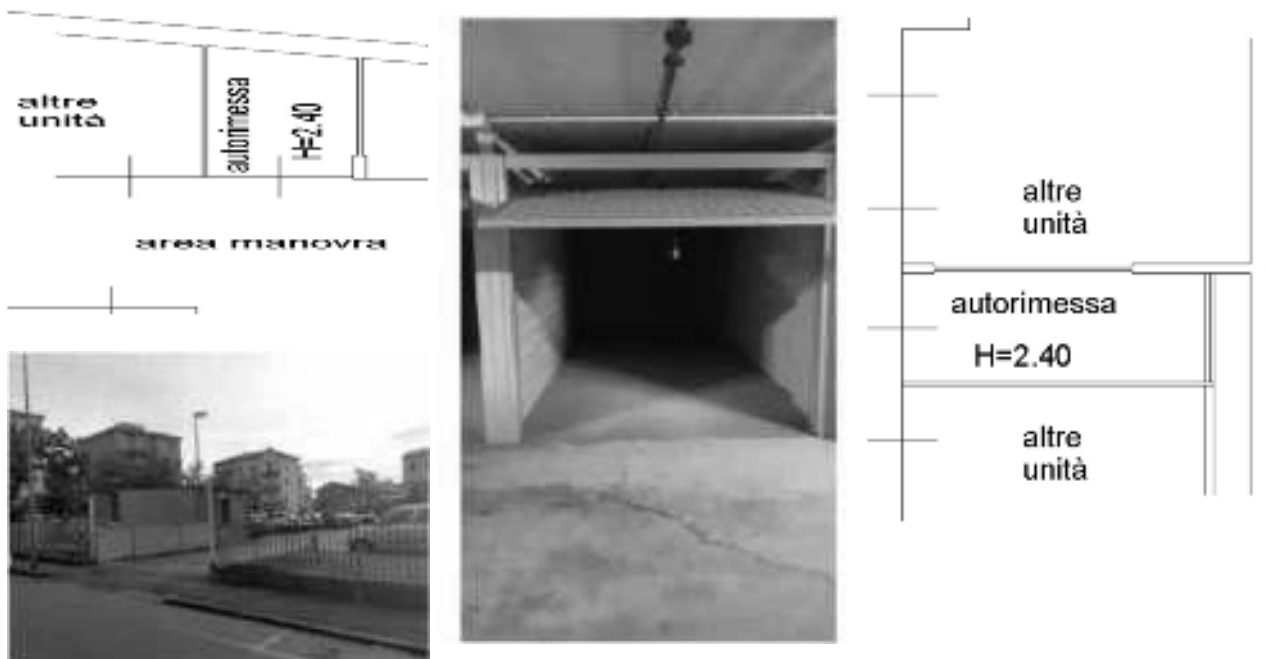 altre
unità
autorimessa
H=2.40
area manovra
altre
unità
autorimessa
H=2.40
altre
unità